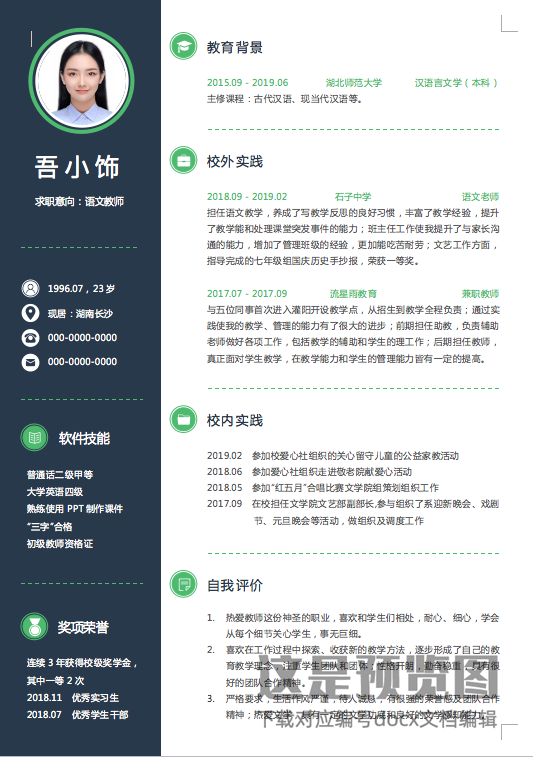 吾小饰
求职意向：语文教师
1996.07，23 岁
现居：湖南长沙
000-0000-0000
000-0000-0000
软件技能
普通话二级甲等
大学英语四级
熟练使用 PPT 制作课件
“三字”合格
初级教师资格证
奖项荣誉
连续 3 年获得校级奖学金，
其中一等 2 次
2018.11 优秀实习生
2018.07 优秀学生干部
教育背景
2015.09 - 2019.06 湖北师范大学 汉语言文学（本科）
主修课程：古代汉语、现当代汉语等。
校外实践
2018.09 - 2019.02 石子中学 语文老师
担任语文教学，养成了写教学反思的良好习惯，丰富了教学经验，提升
了教学能和处理课堂突发事件的能力；班主任工作使我提升了与家长沟
通的能力，增加了管理班级的经验，更加能吃苦耐劳；文艺工作方面，
指导完成的七年级组国庆历史手抄报，荣获一等奖。
2017.07 - 2017.09 流星雨教育 兼职教师
与五位同事首次进入灌阳开设教学点，从招生到教学全程负责；通过实
践使我的教学、管理的能力有了很大的进步；前期担任助教，负责辅助
老师做好各项工作，包括教学的辅助和学生的理工作；后期担任教师，
真正面对学生教学，在教学能力和学生的管理能力皆有一定的提高。
校内实践
2019.02 参加校爱心社组织的关心留守儿童的公益家教活动
2018.06 参加爱心社组织走进敬老院献爱心活动
2018.05 参加“红五月”合唱比赛文学院组策划组织工作
2017.09 在校担任文学院文艺部副部长,参与组织了系迎新晚会、戏剧
节、元旦晚会等活动，做组织及调度工作
自我评价
1. 热爱教师这份神圣的职业，喜欢和学生们相处，耐心、细心，学会
从每个细节关心学生，事无巨细。
2. 喜欢在工作过程中探索、收获新的教学方法，逐步形成了自己的教
育教学理念，注重学生团队和团体；性格开朗，勤奋稳重，具有很
好的团队合作精神。
3. 严格要求，生活作风严谨，待人诚恳，有很强的荣誉感及团队合作
精神；热爱文学，具有一定的文学功底和良好的文学感知能力。
这是预览图
下载对应编号docx文档编辑